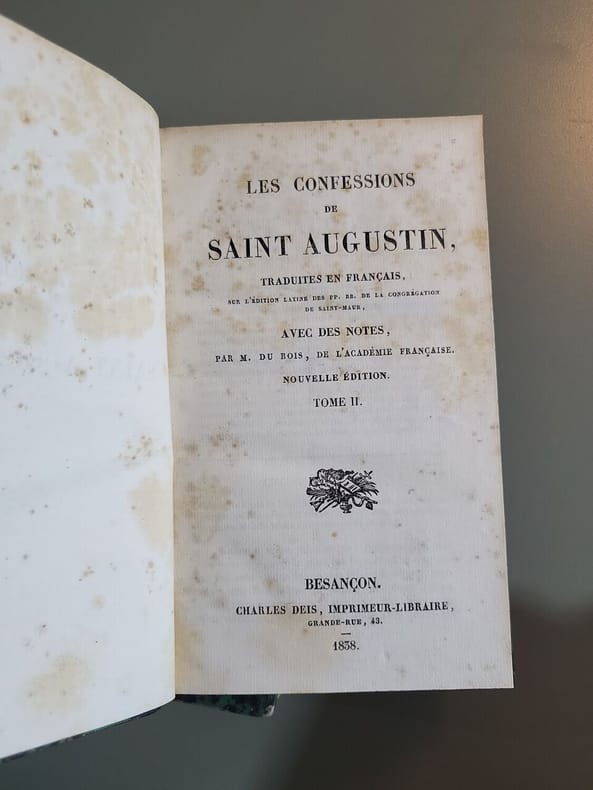 LES CONFESSIONS
DE
SAINT AUGUSTIN,
TRADUITES EN FRANÇAIS,
SUR L'ÉDITION LATINE DES PP. BB. DE LA CONGRÉGATION
DE SAINT-MAUR,
AVEC DES NOTES,
PAR M. DU BOIS, DE L'ACADÉMIE FRANÇAISE.
NOUVELLE ÉDITION.
TOME II.
BESANÇON.
CHARLES DEIS, IMPRIMEUR-LIBRAIRE,
GRANDE-RUE, 43.
1838.